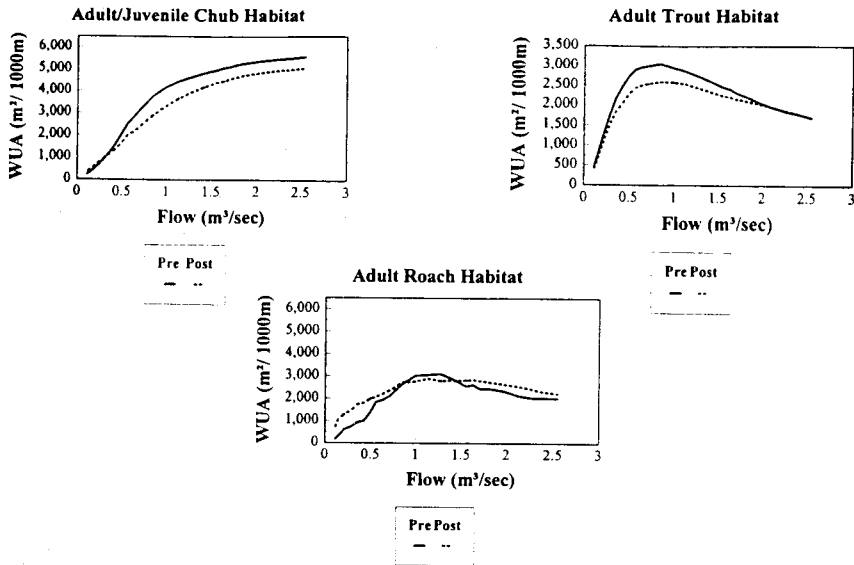 Adult/Juvenile Chub Habitat
WUA (m²/ 1000m)
6,000
5,000
4,000
3,000
2,000
1,000
0
0 0.5 1 1.5 2 2.5 3
Flow (m³/sec)
Pre Post
Adult Trout Habitat
WUA (m²/ 1000m)
3,500
3,000
2,500
2,000
1,500
1,000
500
0
0 0.5 1 1.5 2 2.5 3
Flow (m³/sec)
Pre Post
Adult Roach Habitat
WUA (m²/ 1000m)
6,000
5,000
4,000
3,000
2,000
1,000
0
0 0.5 1 1.5 2 2.5 3
Flow (m³/sec)
Pre Post